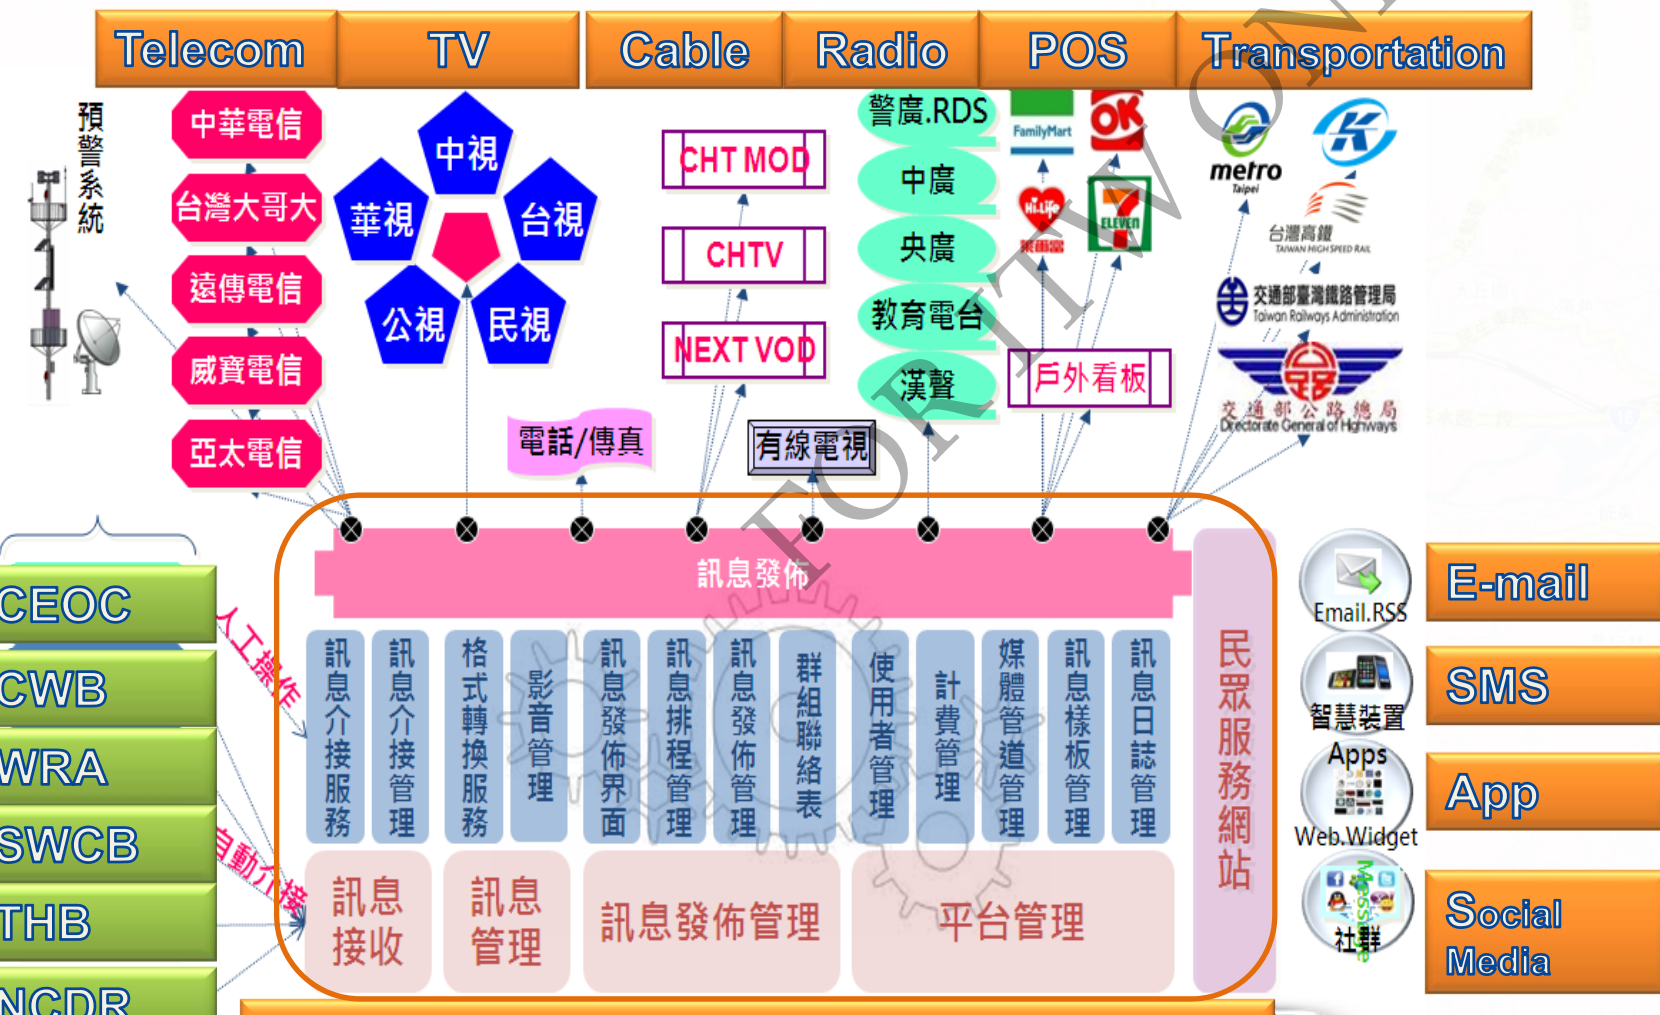 Telecom
TV
Cable
Radio
POS
Transportation
預警系統
中華電信
台灣大哥大
遠傳電信
威寶電信
亞太電信
中視
華視
台視
公視
民視
CHT MOD
CHTV
NEXT VOD
警廣.RDS
中廣
央廣
教育電台
漢聲
FamilyMart
OK
Hi-Life
萊爾富
7 ELEVEN
戶外看板
metro
Taipei
台灣高鐵
TAIWAN HIGH SPEED RAIL
交通部臺灣鐵路管理局
Taiwan Railways Administration
交通部公路總局
Directorate General of Highways
電話/傳真
有線電視
FOR ITW ON
訊息發佈
CEOC
CWB
WRA
SWCB
THB
NCDR
人工操作
自動介接
訊息介接服務
訊息介接管理
格式轉換服務
影音管理
訊息發佈界面
訊息排程管理
訊息發佈管理
群組聯絡表
使用者管理
計費管理
媒體管道管理
訊息樣板管理
訊息日誌管理
訊息
接收
訊息
管理
訊息發佈管理
平台管理
民眾服務網站
Email.RSS
智慧裝置
Apps
Web.Widget
Message
社群
E-mail
SMS
App
Social
Media